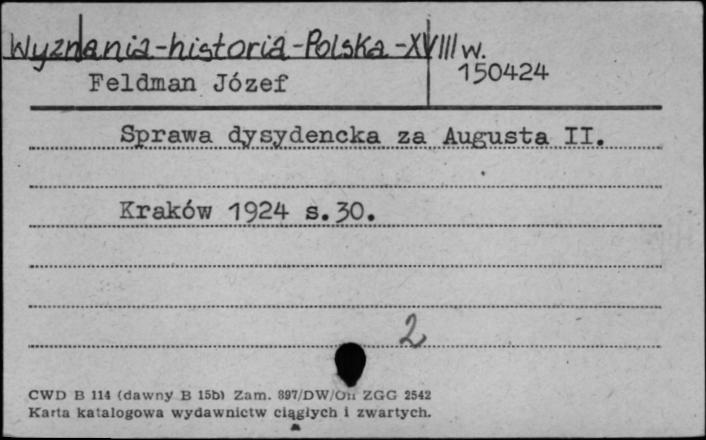 Wyznania-historia-Polska-XVIII w.
Feldman Józef
150424
Sprawa dysydencka za Augusta II.
Kraków 1924 s.30.
2
CWD B 114 (dawny B 15b) Zam. 897/DW/Oii ZGG 2542
Karta katalogowa wydawnictw ciągłych i zwartych.